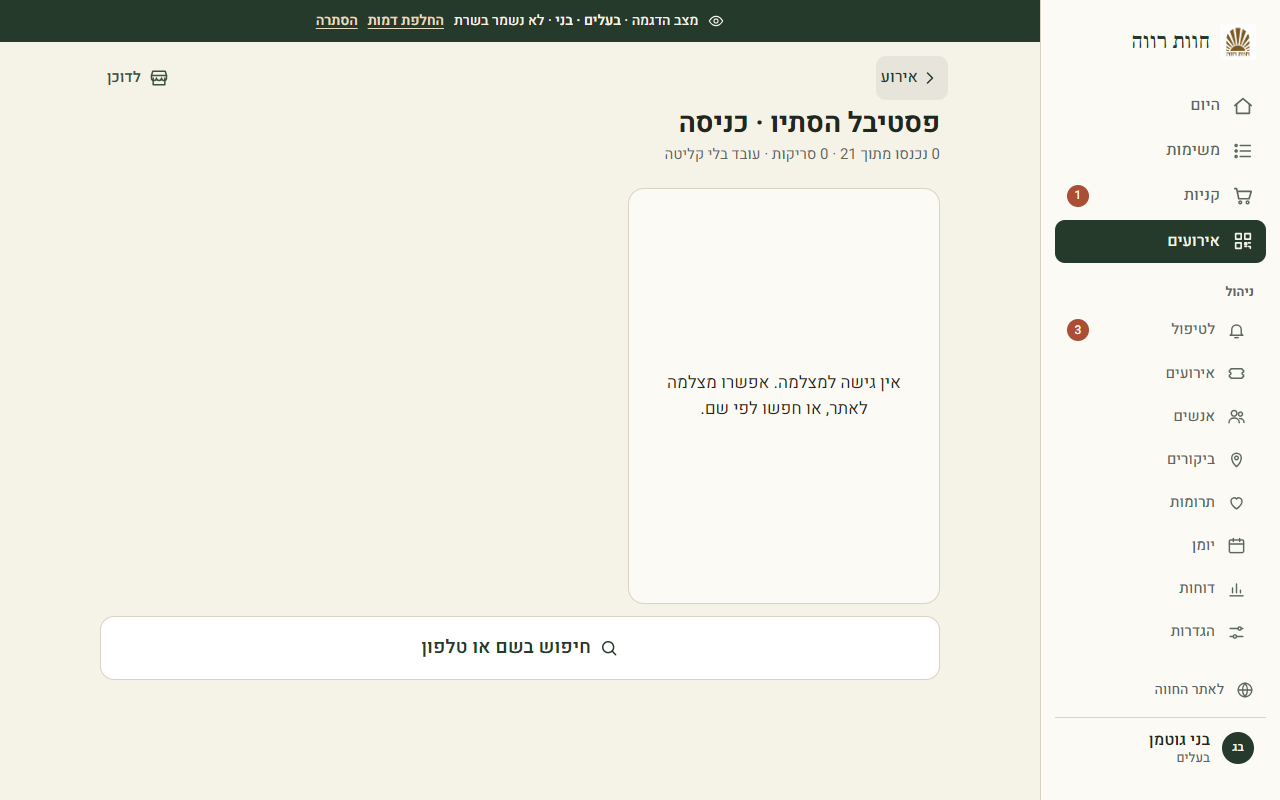 מצב הדגמה · בעלים · בני · לא נשמר בשרת החלפת דמות הסתרה
חוות רווה
היום
משימות
קניות 1
אירועים
ניהול
לטיפול 3
אירועים
אנשים
ביקורים
תרומות
יומן
דוחות
הגדרות
לאתר החווה
בג
בני גוטמן
בעלים
אירוע
לדוכן
פסטיבל הסתיו · כניסה
0 נכנסו מתוך 21 · 0 סריקות · עובד בלי קליטה
אין גישה למצלמה. אפשרו מצלמה
לאתר, או חפשו לפי שם.
חיפוש בשם או טלפון